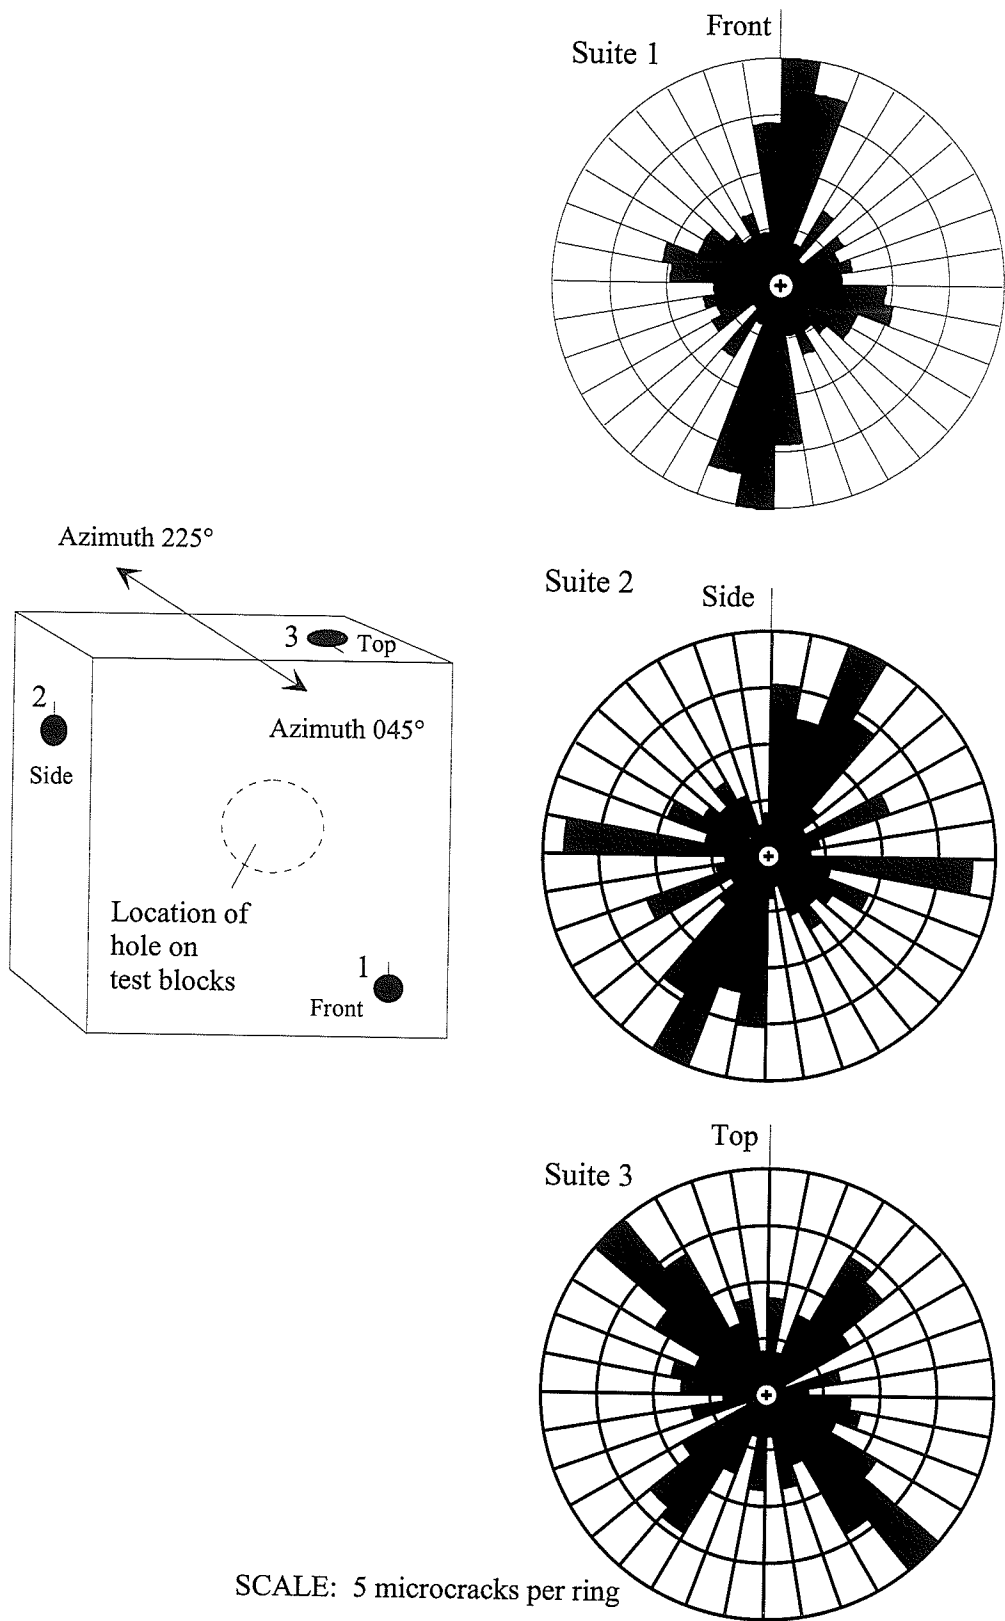 Front
Suite 1
Azimuth 225°
3
Top
2
Azimuth 045°
Side
Location of
hole on
test blocks
1
Front
Suite 2
Side
Top
Suite 3
SCALE: 5 microcracks per ring